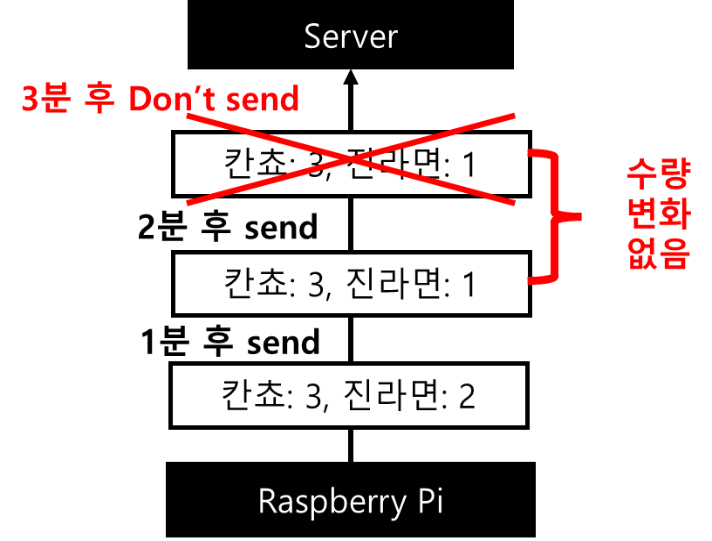 Server
3분 후 Don't send
칸쵸: 3, 진라면: 1
2분 후 send
수량
변화
없음
칸쵸: 3, 진라면: 1
1분 후 send
칸쵸: 3, 진라면: 2
Raspberry Pi